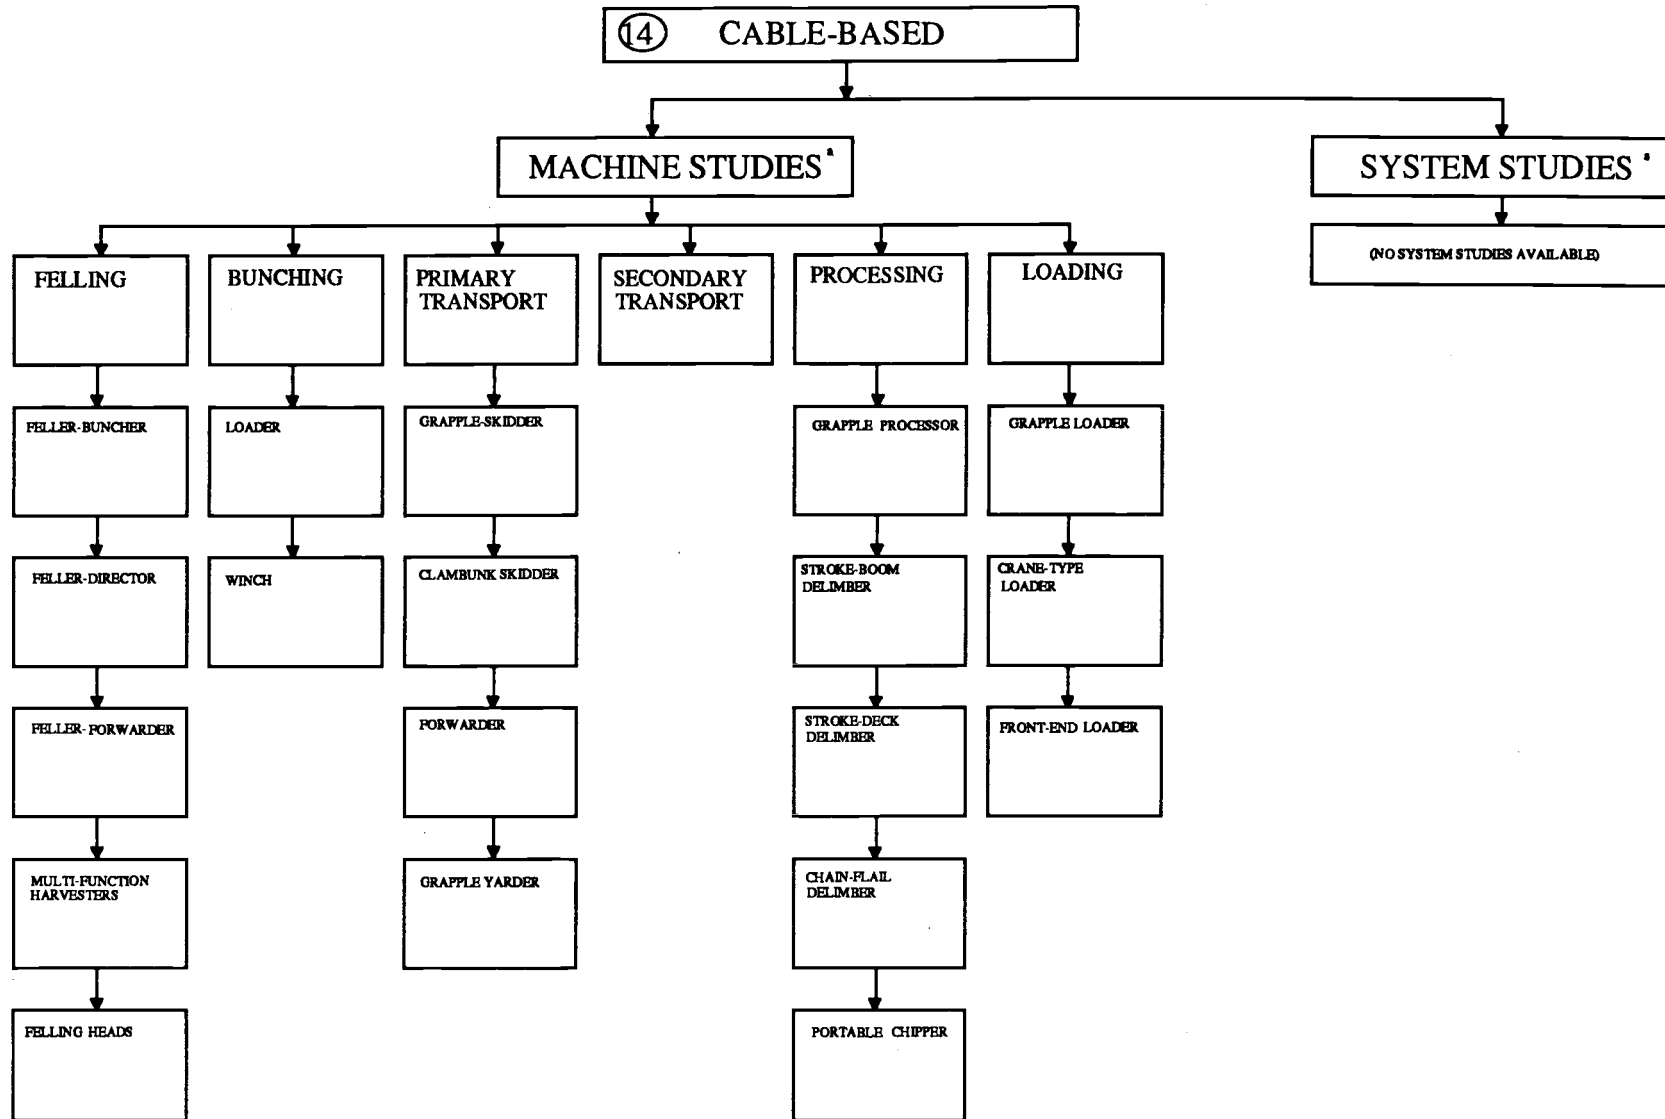 14 CABLE-BASED
MACHINE STUDIES a
SYSTEM STUDIES a
(NO SYSTEM STUDIES AVAILABLE)
FELLING
BUNCHING
PRIMARY
TRANSPORT
SECONDARY
TRANSPORT
PROCESSING
LOADING
FELLER-BUNCHER
LOADER
GRAPPLE-SKIDDER
GRAPPLE PROCESSOR
GRAPPLE LOADER
FELLER-DIRECTOR
WINCH
CLAMBUNK SKIDDER
STROKE-BOOM
DELIMBER
CRANE-TYPE
LOADER
FELLER-FORWARDER
FORWARDER
STROKE-DECK
DELIMBER
FRONT-END LOADER
MULTI-FUNCTION
HARVESTERS
GRAPPLE YARDER
CHAIN-FLAIL
DELIMBER
FELLING HEADS
PORTABLE CHIPPER